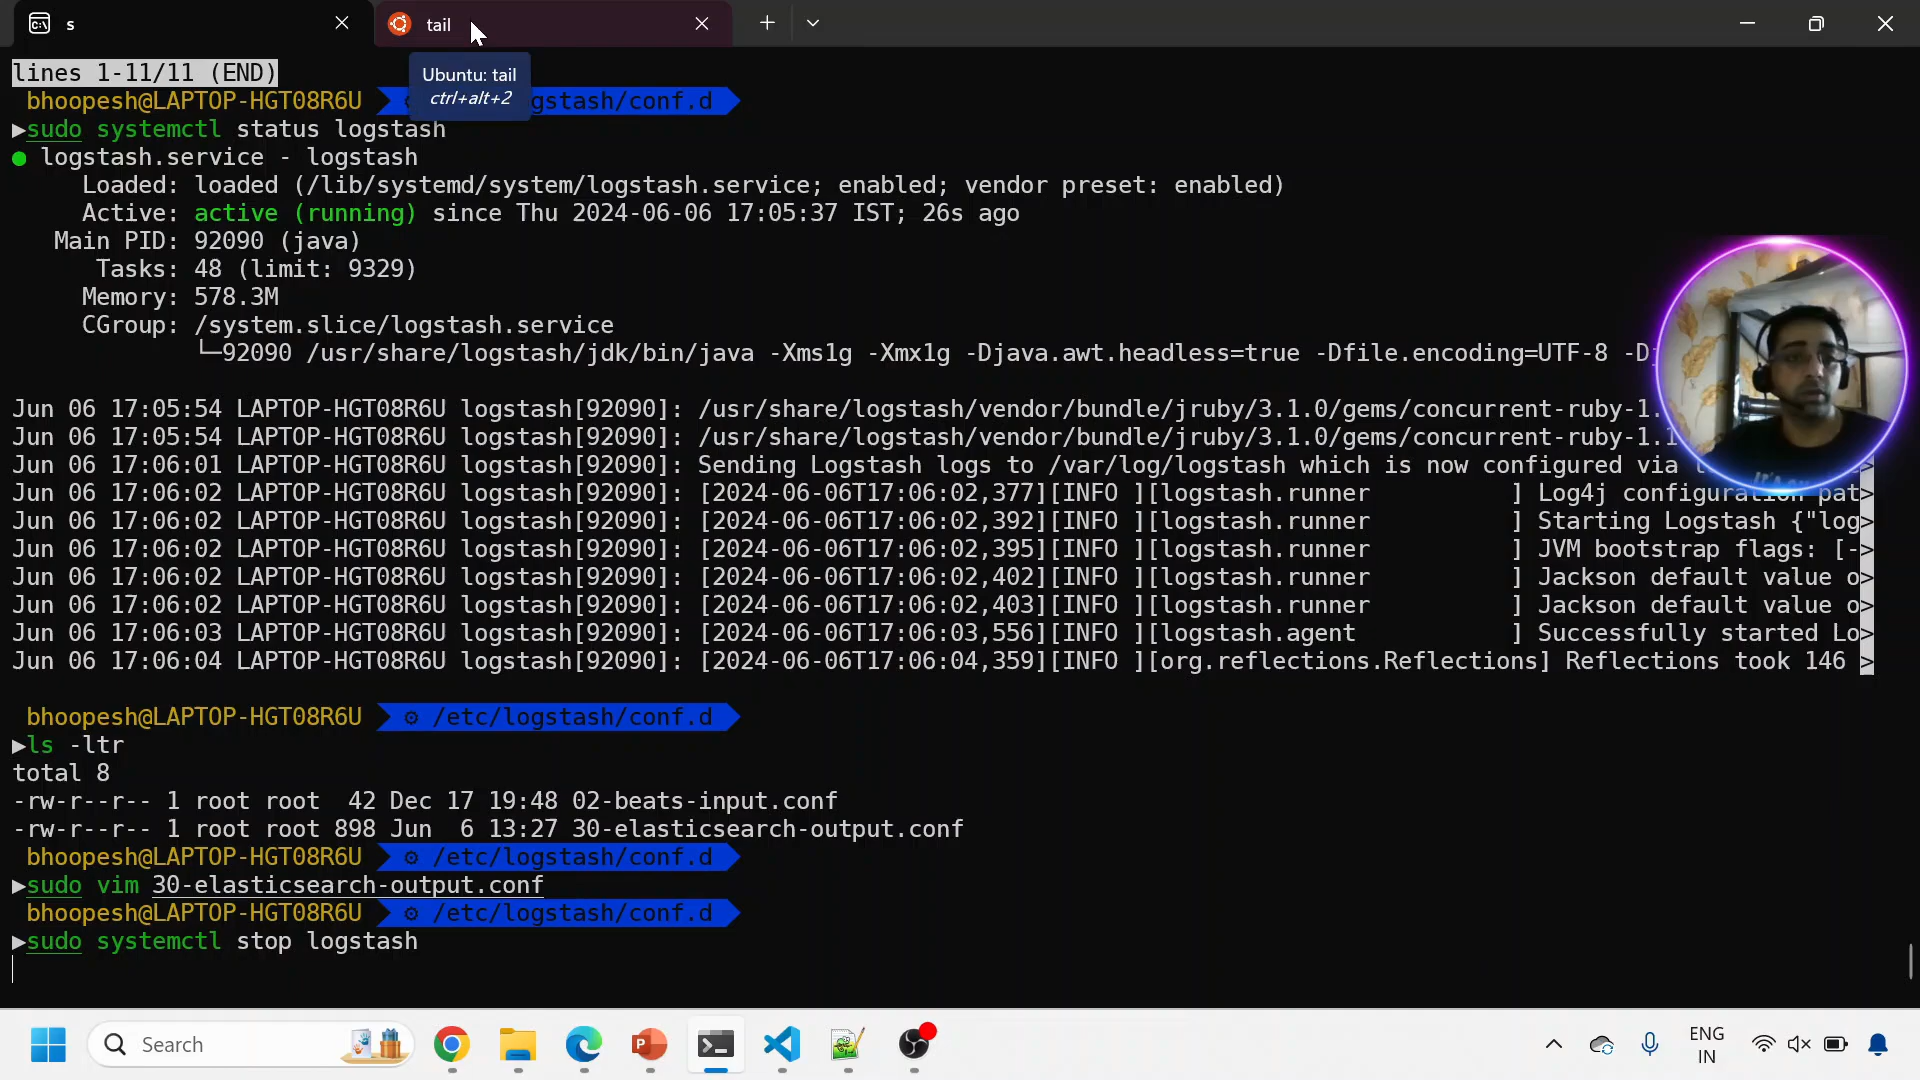 s
tail
Ubuntu: tail
ctrl+alt+2
lines 1-11/11 (END)
bhoopesh@LAPTOP-HGT08R6U gstash/conf.d
▶sudo systemctl status logstash
● logstash.service - logstash
Loaded: loaded (/lib/systemd/system/logstash.service; enabled; vendor preset: enabled)
Active: active (running) since Thu 2024-06-06 17:05:37 IST; 26s ago
Main PID: 92090 (java)
Tasks: 48 (limit: 9329)
Memory: 578.3M
CGroup: /system.slice/logstash.service
└─92090 /usr/share/logstash/jdk/bin/java -Xms1g -Xmx1g -Djava.awt.headless=true -Dfile.encoding=UTF-8
Jun 06 17:05:54 LAPTOP-HGT08R6U logstash[92090]: /usr/share/logstash/vendor/bundle/jruby/3.1.0/gems/concurrent-ruby-1.
Jun 06 17:05:54 LAPTOP-HGT08R6U logstash[92090]: /usr/share/logstash/vendor/bundle/jruby/3.1.0/gems/concurrent-ruby-1.1
Jun 06 17:06:01 LAPTOP-HGT08R6U logstash[92090]: Sending Logstash logs to /var/log/logstash which is now configured via
Jun 06 17:06:02 LAPTOP-HGT08R6U logstash[92090]: [2024-06-06T17:06:02,377][INFO ][logstash.runner ] Log4j configuration pat>
Jun 06 17:06:02 LAPTOP-HGT08R6U logstash[92090]: [2024-06-06T17:06:02,392][INFO ][logstash.runner ] Starting Logstash {"log>
Jun 06 17:06:02 LAPTOP-HGT08R6U logstash[92090]: [2024-06-06T17:06:02,395][INFO ][logstash.runner ] JVM bootstrap flags: [->
Jun 06 17:06:02 LAPTOP-HGT08R6U logstash[92090]: [2024-06-06T17:06:02,402][INFO ][logstash.runner ] Jackson default value o>
Jun 06 17:06:02 LAPTOP-HGT08R6U logstash[92090]: [2024-06-06T17:06:02,403][INFO ][logstash.runner ] Jackson default value o>
Jun 06 17:06:03 LAPTOP-HGT08R6U logstash[92090]: [2024-06-06T17:06:03,556][INFO ][logstash.agent ] Successfully started Lo>
Jun 06 17:06:04 LAPTOP-HGT08R6U logstash[92090]: [2024-06-06T17:06:04,359][INFO ][org.reflections.Reflections] Reflections took 146 >
bhoopesh@LAPTOP-HGT08R6U /etc/logstash/conf.d
▶ls -ltr
total 8
-rw-r--r-- 1 root root 42 Dec 17 19:48 02-beats-input.conf
-rw-r--r-- 1 root root 898 Jun 6 13:27 30-elasticsearch-output.conf
bhoopesh@LAPTOP-HGT08R6U /etc/logstash/conf.d
▶sudo vim 30-elasticsearch-output.conf
bhoopesh@LAPTOP-HGT08R6U /etc/logstash/conf.d
▶sudo systemctl stop logstash
Search
ENG
IN